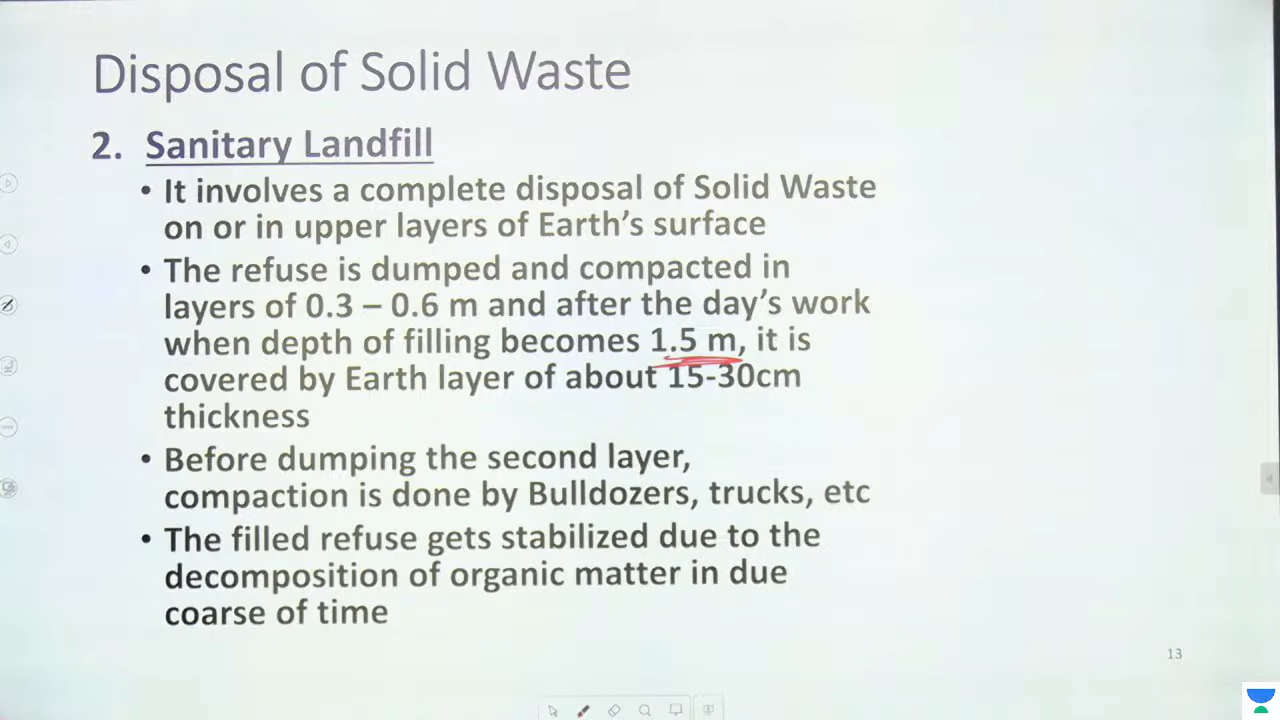 Disposal of Solid Waste
2. Sanitary Landfill
• It involves a complete disposal of Solid Waste
on or in upper layers of Earth's surface
• The refuse is dumped and compacted in
layers of 0.3 – 0.6 m and after the day's work
when depth of filling becomes 1.5 m, it is
covered by Earth layer of about 15-30cm
thickness
• Before dumping the second layer,
compaction is done by Bulldozers, trucks, etc
• The filled refuse gets stabilized due to the
decomposition of organic matter in due
coarse of time
13